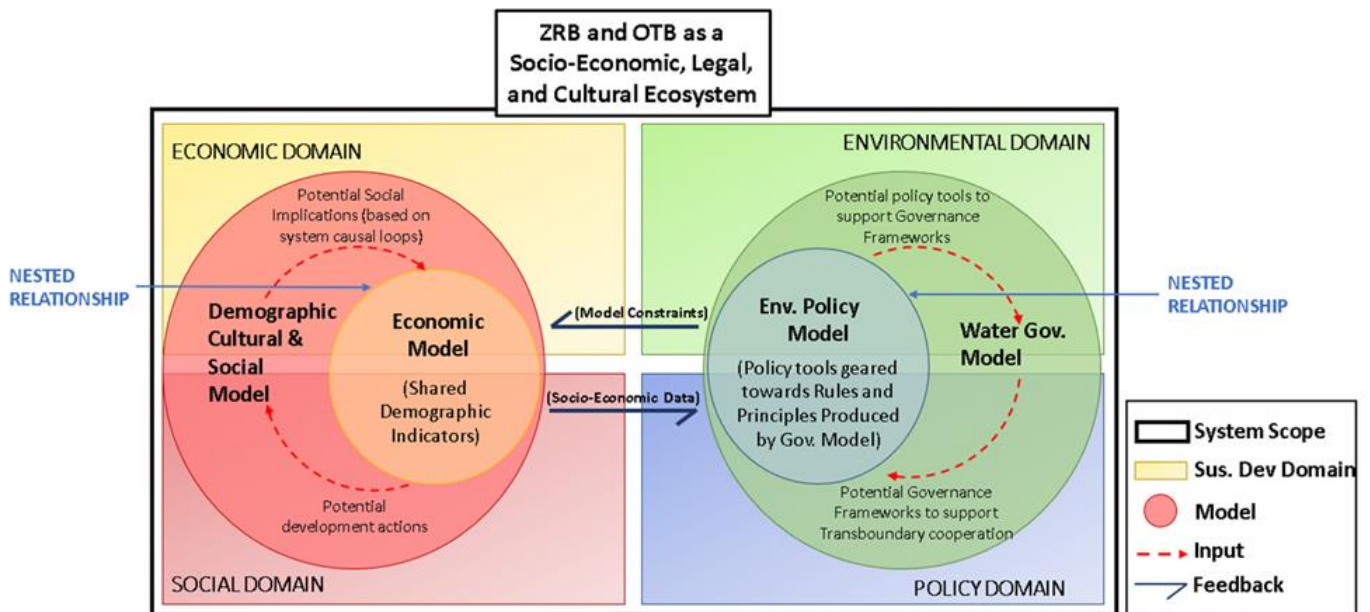 ZRB and OTB as a
Socio-Economic, Legal,
and Cultural Ecosystem
ECONOMIC DOMAIN
ENVIRONMENTAL DOMAIN
Potential Social
Implications (based on
system causal loops)
Potential policy tools to
support Governance
Frameworks
NESTED
RELATIONSHIP
NESTED
RELATIONSHIP
Demographic
Cultural &
Social
Model
Economic
Model
(Shared
Demographic
Indicators)
(Model Constraints)
(Socio-Economic Data)
Env. Policy
Model
(Policy tools geared
towards Rules and
Principles Produced
by Gov. Model)
Water Gov.
Model
Potential
development actions
Potential Governance
Frameworks to support
Transboundary cooperation
SOCIAL DOMAIN
POLICY DOMAIN
System Scope
Sus. Dev Domain
Model
Input
Feedback